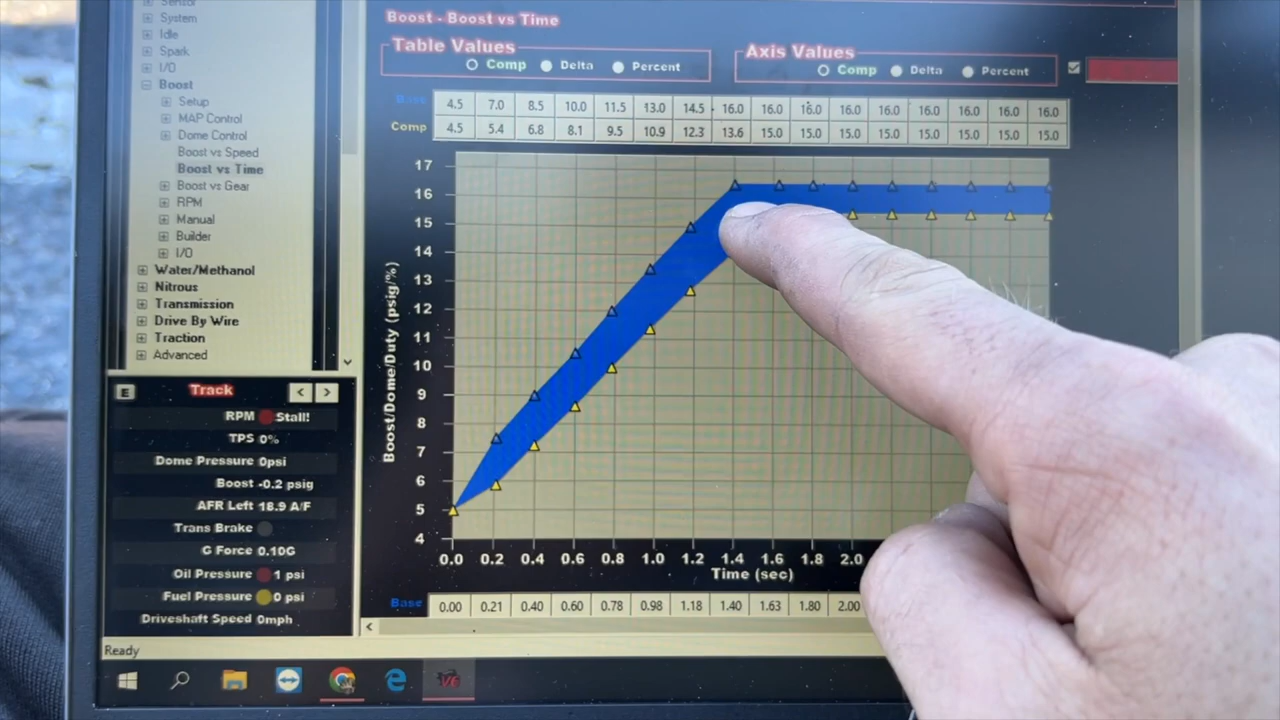 Sensor
System
Idle
Spark
I/O
Boost
Setup
MAP Control
Dome Control
Boost vs Speed
Boost vs Time
Boost vs Gear
RPM
Manual
Builder
I/O
Water/Methanol
Nitrous
Transmission
Drive By Wire
Traction
Advanced
E Track < >
RPM Stall!
TPS 0%
Dome Pressure 0psi
Boost -0.2 psig
AFR Left 18.9 A/F
Trans Brake
G Force 0.10G
Oil Pressure 1 psi
Fuel Pressure 0 psi
Driveshaft Speed 0mph
Ready
Boost - Boost vs Time
Table Values
Comp Delta Percent
Axis Values
Comp Delta Percent
Base 4.5 7.0 8.5 10.0 11.5 13.0 14.5 16.0 16.0 16.0 16.0 16.0 16.0 16.0 16.0 16.0
Comp 4.5 5.4 6.8 8.1 9.5 10.9 12.3 13.6 15.0 15.0 15.0 15.0 15.0 15.0 15.0 15.0
17
16
15
14
13
12
11
10
9
8
7
6
5
4
Boost/Dome/Duty (psig/%)
0.0 0.2 0.4 0.6 0.8 1.0 1.2 1.4 1.6 1.8 2.0
Time (sec)
Base 0.00 0.21 0.40 0.60 0.78 0.98 1.18 1.40 1.63 1.80 2.00